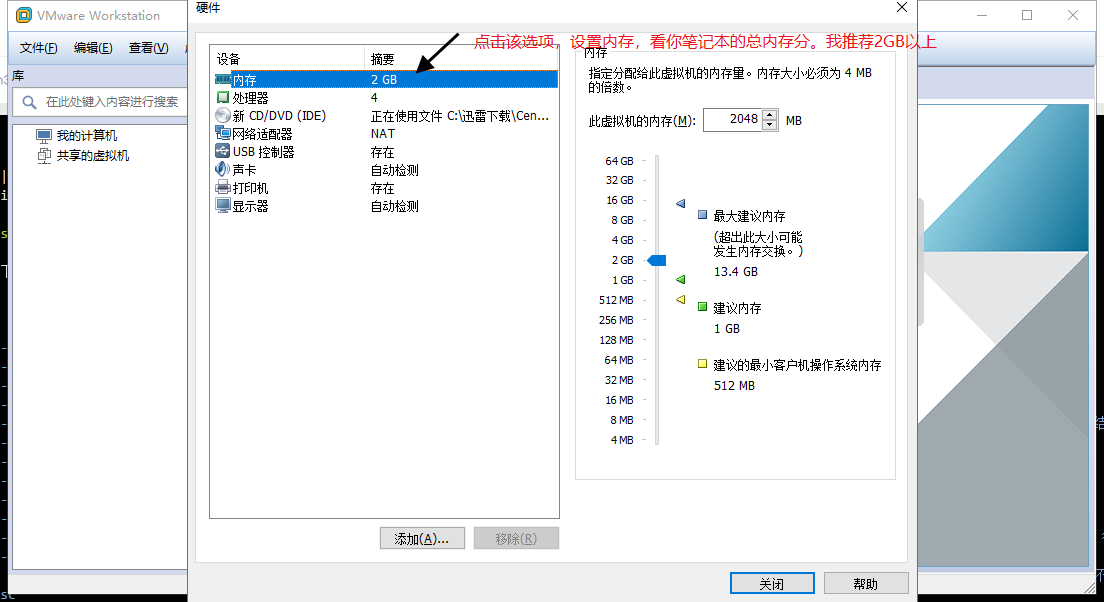 VMware Workstation
文件(F) 编辑(E) 查看(V)
库
在此处键入内容进行搜索
我的计算机
共享的虚拟机
硬件
点击该选项，设置内存，看你笔记本的总内存分。我推荐2GB以上
设备 摘要
内存 2 GB
处理器 4
新 CD/DVD (IDE) 正在使用文件 C:\迅雷下载\Cen...
网络适配器 NAT
USB 控制器 存在
声卡 自动检测
打印机 存在
显示器 自动检测
添加(A)... 移除(R)
内存
指定分配给此虚拟机的内存量。内存大小必须为 4 MB
的倍数。
此虚拟机的内存(M): 2048 MB
64 GB
32 GB
16 GB
8 GB
4 GB
2 GB
1 GB
512 MB
256 MB
128 MB
64 MB
32 MB
16 MB
8 MB
4 MB
最大建议内存
(超出此大小可能
发生内存交换。)
13.4 GB
建议内存
1 GB
建议的最小客户机操作系统内存
512 MB
关闭 帮助